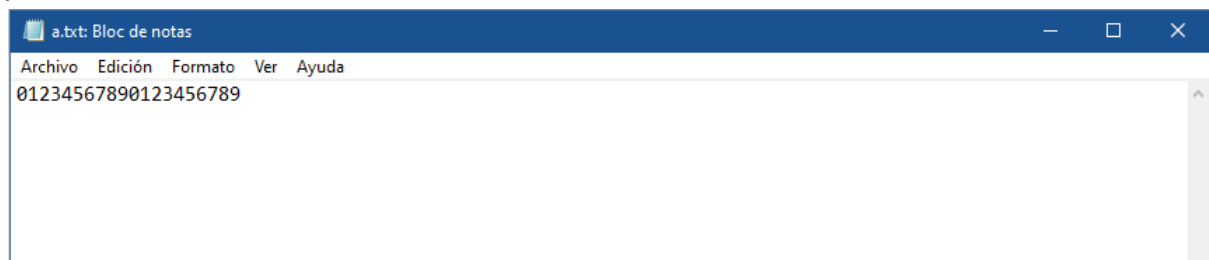 a.txt: Bloc de notas
Archivo Edición Formato Ver Ayuda
01234567890123456789